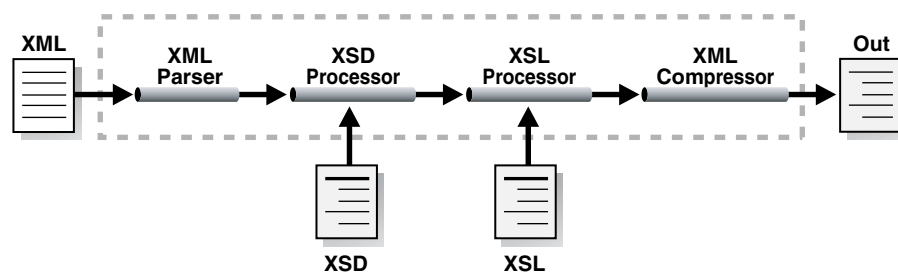 XML
XML
Parser
XSD
Processor
XSL
Processor
XML
Compressor
Out
XSD
XSL